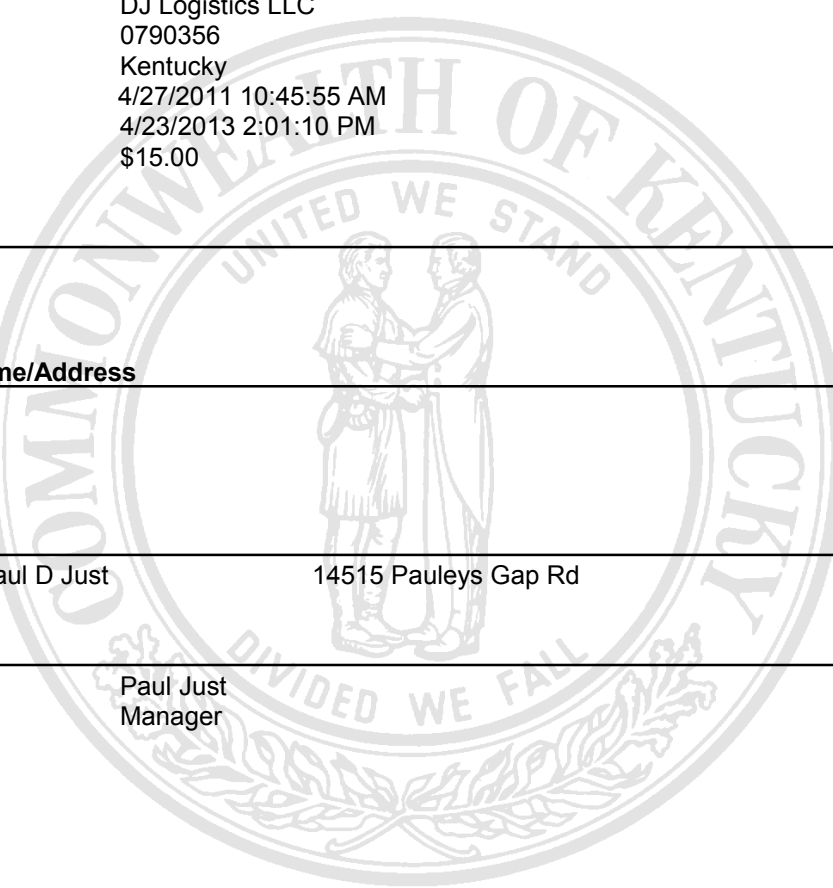 DJ Logistics LLC
0790356
Kentucky
4/27/2011 10:45:55 AM
4/23/2013 2:01:10 PM
$15.00
me/Address
aul D Just 14515 Pauleys Gap Rd
Paul Just
Manager
COMMONWEALTH OF KENTUCKY
UNITED WE STAND
DIVIDED WE FALL